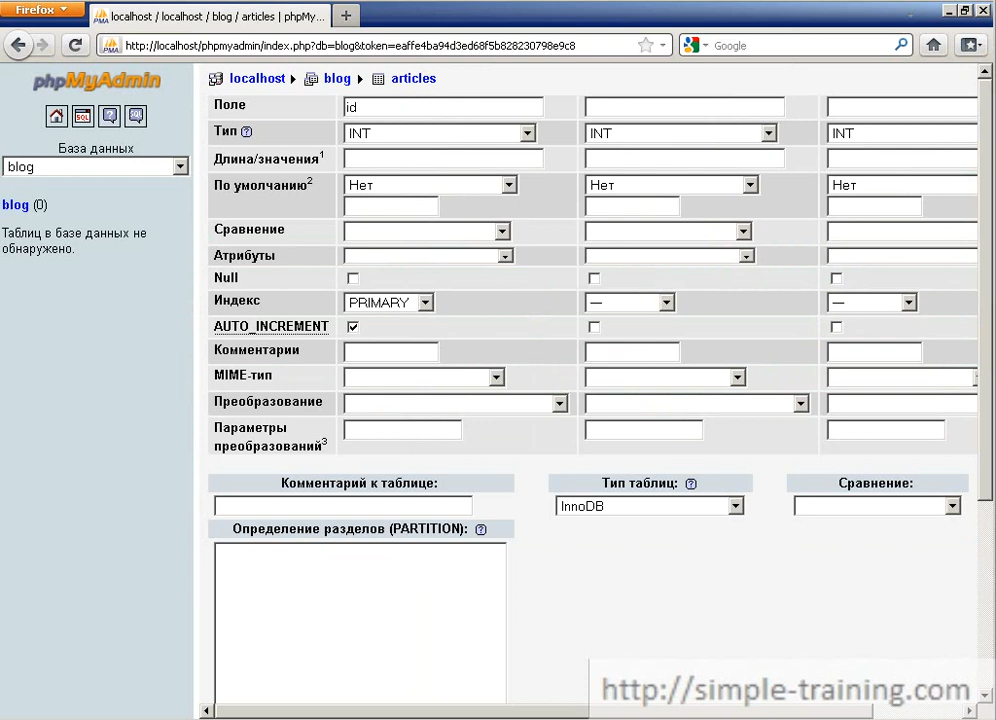 Firefox
localhost / localhost / blog / articles | phpMy...
http://localhost/phpmyadmin/index.php?db=blog&token=eaffe4ba94d3ed68f5b828230798e9c8
Google
phpMyAdmin
База данных
blog
blog (0)
Таблиц в базе данных не
обнаружено.
localhost blog articles
Поле id
Тип INT INT INT
Длина/значения1
По умолчанию2 Нет Нет Нет
Сравнение
Атрибуты
Null
Индекс PRIMARY — —
AUTO_INCREMENT
Комментарии
MIME-тип
Преобразование
Параметры
преобразований3
Комментарий к таблице: Тип таблиц: Сравнение:
InnoDB
Определение разделов (PARTITION):
http://simple-training.com